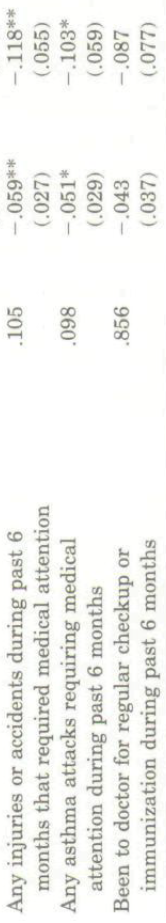 Any injuries or accidents during past 6 .105 −.059** −.118**
months that required medical attention (.027) (.055)
Any asthma attacks requiring medical .098 −.051* −.103*
attention during past 6 months (.029) (.059)
Been to doctor for regular checkup or .856 −.043 −.087
immunization during past 6 months (.037) (.077)